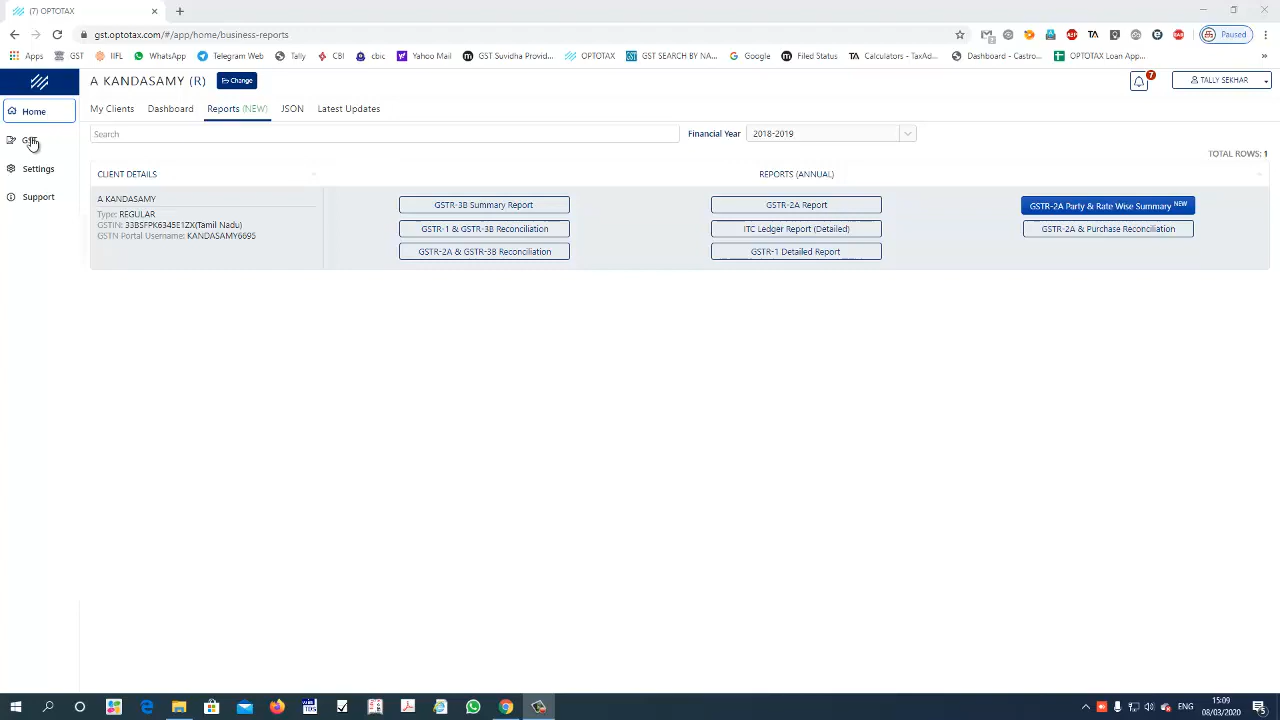 (7) OPTOTAX
gst.optotax.com/#/app/home/business-reports
Paused
Apps GST IIFL WhatsApp Telegram Web Tally CBI cbic Yahoo Mail GST Suvidha Provid... OPTOTAX GST SEARCH BY NA... Google Filed Status TA Calculators - TaxAd... Dashboard - Castro... OPTOTAX Loan App... »
A KANDASAMY (R) Change
7
TALLY SEKHAR
Home
My Clients Dashboard Reports (NEW) JSON Latest Updates
Search
Financial Year 2018-2019
Settings
Support
TOTAL ROWS: 1
CLIENT DETAILS REPORTS (ANNUAL)
A KANDASAMY
Type: REGULAR
GSTIN: 33BSFPK6345E1ZX(Tamil Nadu)
GSTN Portal Username: KANDASAMY6695
GSTR-3B Summary Report GSTR-2A Report GSTR-2A Party & Rate Wise Summary NEW
GSTR-1 & GSTR-3B Reconciliation ITC Ledger Report (Detailed) GSTR-2A & Purchase Reconciliation
GSTR-2A & GSTR-3B Reconciliation GSTR-1 Detailed Report
ENG
15:09
08/03/2020